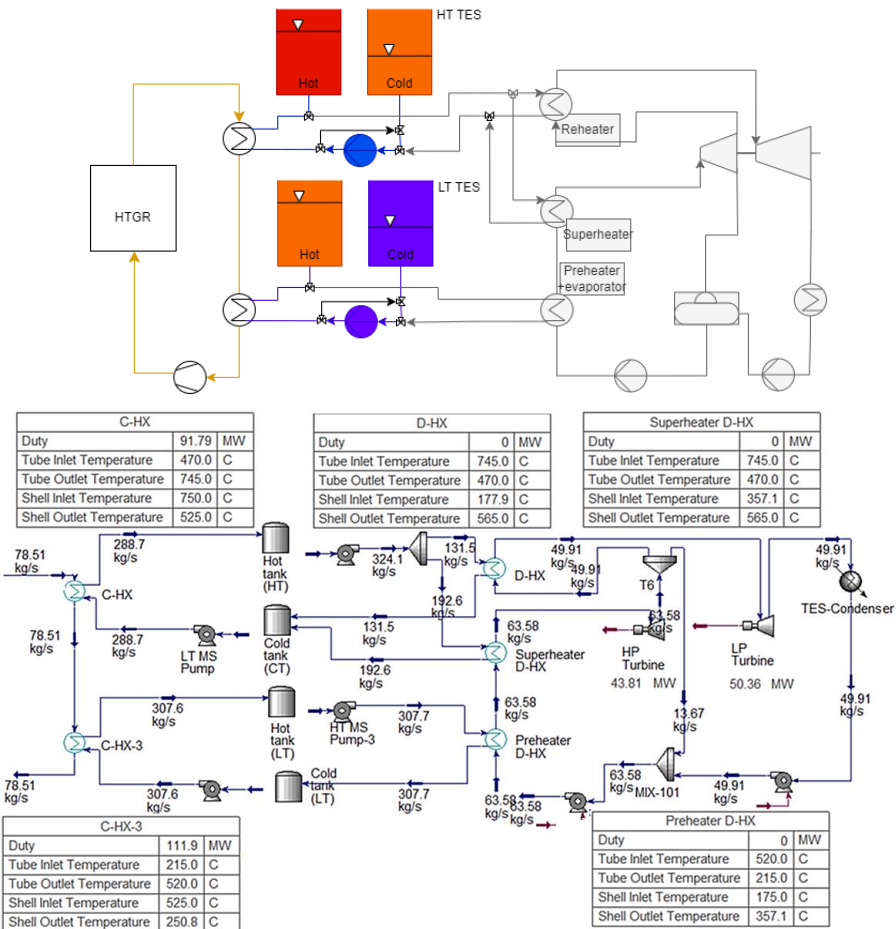 HT TES
Hot
Cold
Reheater
HTGR
LT TES
Hot
Cold
Superheater
Preheater
+evaporator
C-HX
Duty 91.79 MW
Tube Inlet Temperature 470.0 C
Tube Outlet Temperature 745.0 C
Shell Inlet Temperature 750.0 C
Shell Outlet Temperature 525.0 C
D-HX
Duty 0 MW
Tube Inlet Temperature 745.0 C
Tube Outlet Temperature 470.0 C
Shell Inlet Temperature 177.9 C
Shell Outlet Temperature 565.0 C
Superheater D-HX
Duty 0 MW
Tube Inlet Temperature 745.0 C
Tube Outlet Temperature 470.0 C
Shell Inlet Temperature 357.1 C
Shell Outlet Temperature 565.0 C
78.51
kg/s
288.7
kg/s
Hot
tank
(HT)
324.1
kg/s
131.5
kg/s
49.91
kg/s
49.91
kg/s
D-HX
T6
49.91
kg/s
TES-Condenser
C-HX
78.51
kg/s
288.7
kg/s
LT MS
Pump
Cold
tank
(CT)
192.6
kg/s
131.5
kg/s
192.6
kg/s
63.58
kg/s
Superheater
D-HX
63.58
kg/s
HP
Turbine
43.81 MW
LP
Turbine
50.36 MW
307.6
kg/s
Hot
tank
(LT)
HT MS
Pump-3
307.7
kg/s
63.58
kg/s
Preheater
D-HX
13.67
kg/s
49.91
kg/s
C-HX-3
78.51
kg/s
307.6
kg/s
Cold
tank
(LT)
307.7
kg/s
63.58
kg/s
63.58
kg/s
63.58
kg/s
MIX-101
49.91
kg/s
C-HX-3
Duty 111.9 MW
Tube Inlet Temperature 215.0 C
Tube Outlet Temperature 520.0 C
Shell Inlet Temperature 525.0 C
Shell Outlet Temperature 250.8 C
Preheater D-HX
Duty 0 MW
Tube Inlet Temperature 520.0 C
Tube Outlet Temperature 215.0 C
Shell Inlet Temperature 175.0 C
Shell Outlet Temperature 357.1 C